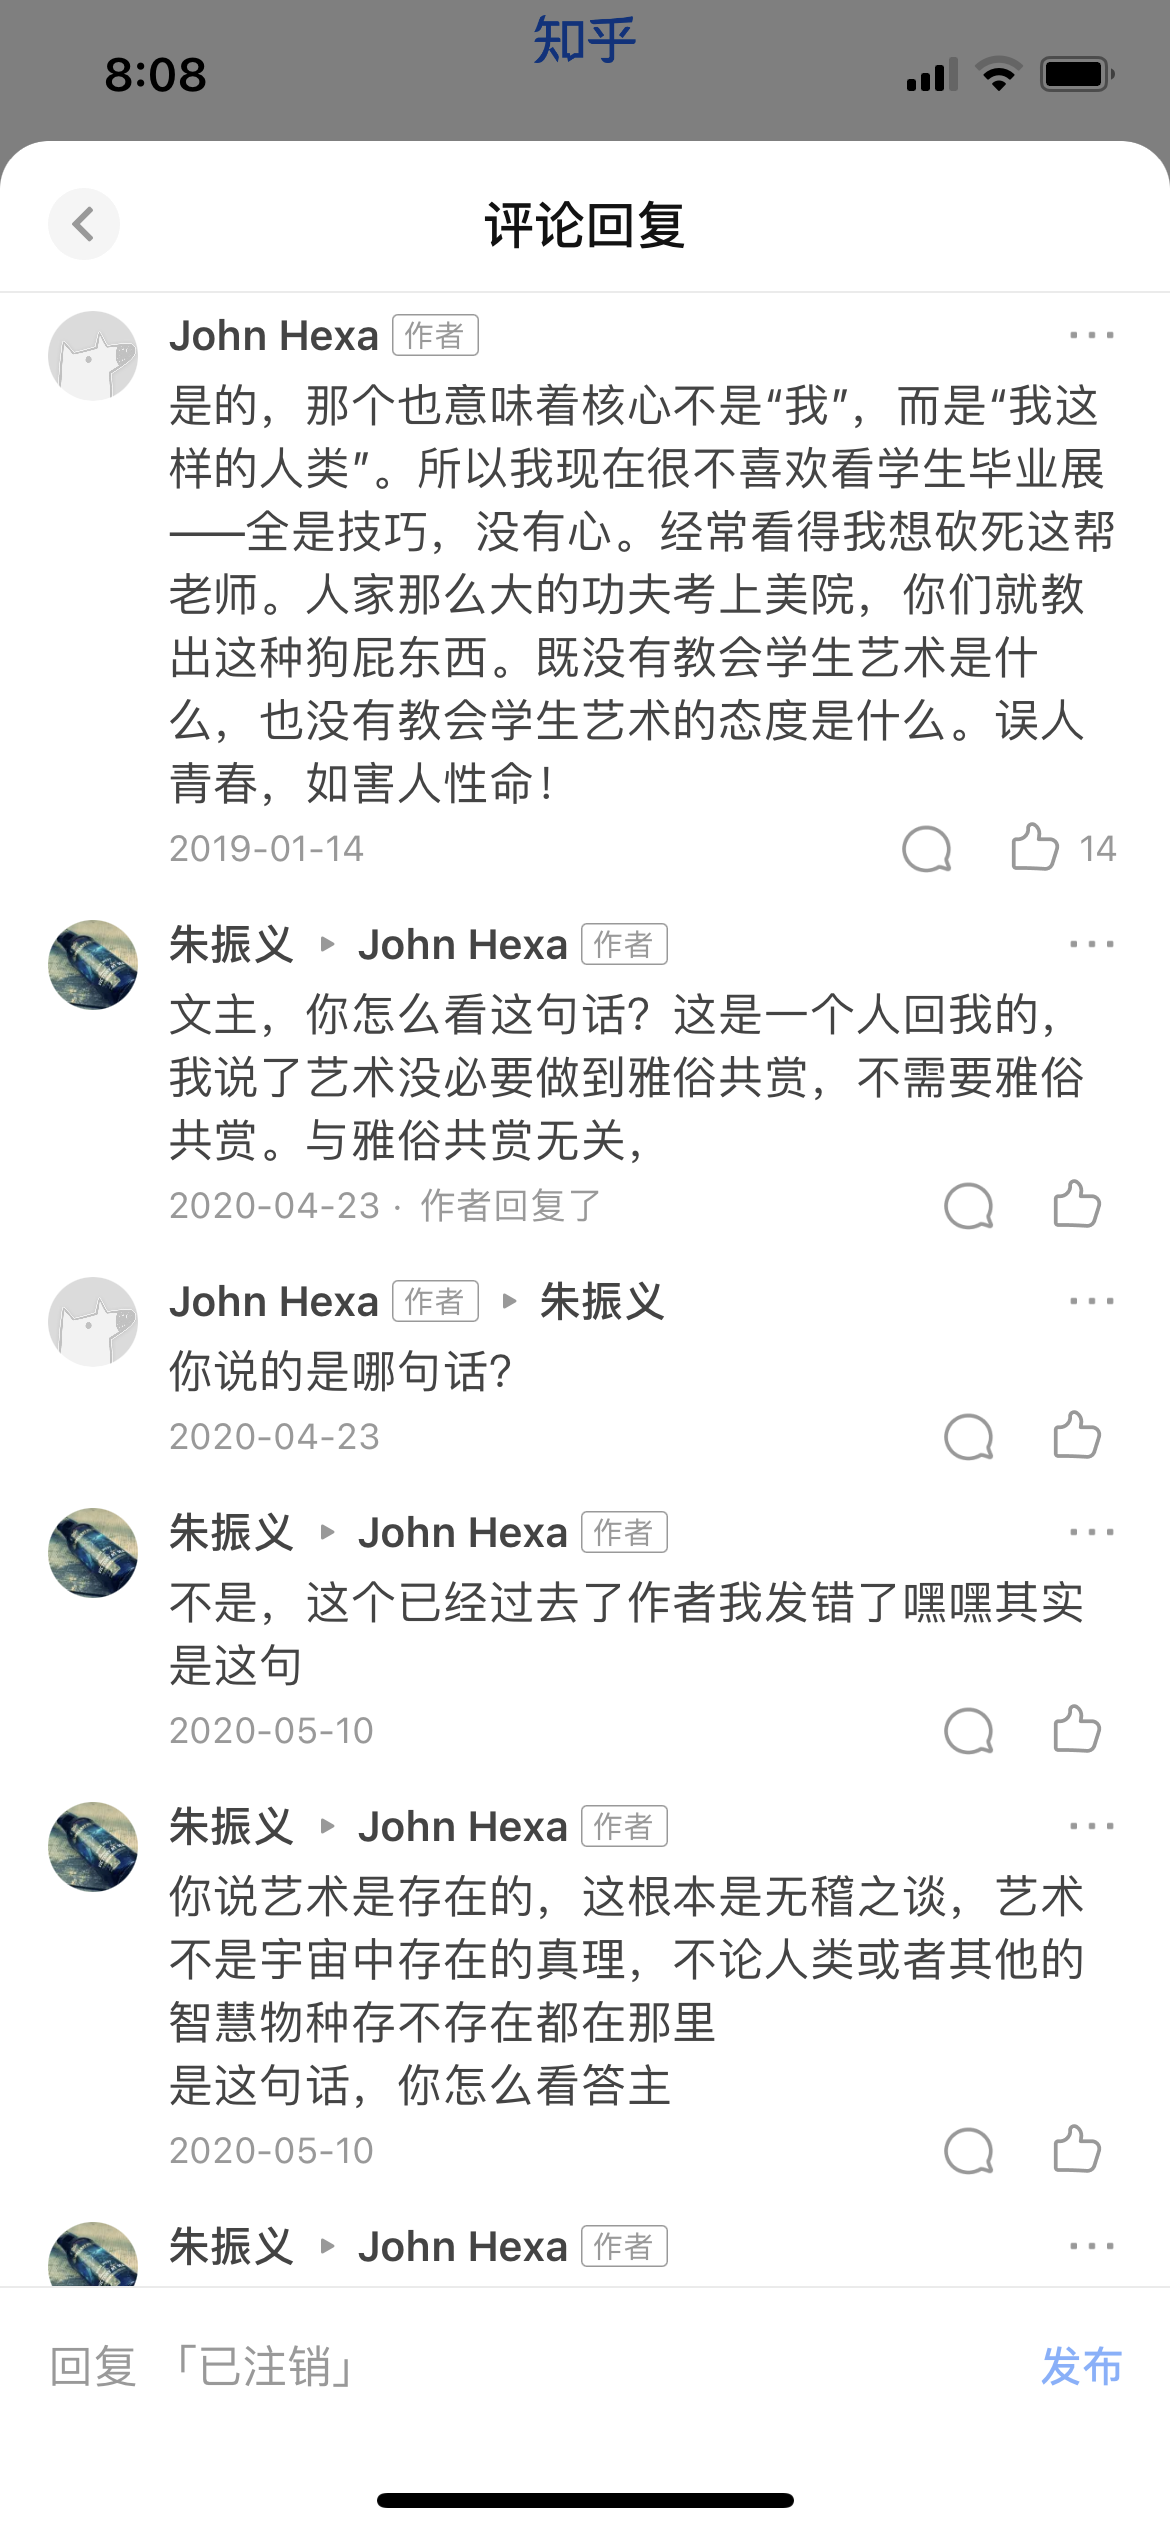 知乎
8:08
评论回复
John Hexa 作者
是的，那个也意味着核心不是“我”，而是“我这
样的人类”。所以我现在很不喜欢看学生毕业展
——全是技巧，没有心。经常看得我想砍死这帮
老师。人家那么大的功夫考上美院，你们就教
出这种狗屁东西。既没有教会学生艺术是什
么，也没有教会学生艺术的态度是什么。误人
青春，如害人性命！
2019-01-14 14
朱振义 ▸ John Hexa 作者
文主，你怎么看这句话？这是一个人回我的，
我说了艺术没必要做到雅俗共赏，不需要雅俗
共赏。与雅俗共赏无关，
2020-04-23 · 作者回复了
John Hexa 作者 ▸ 朱振义
你说的是哪句话？
2020-04-23
朱振义 ▸ John Hexa 作者
不是，这个已经过去了作者我发错了嘿嘿其实
是这句
2020-05-10
朱振义 ▸ John Hexa 作者
你说艺术是存在的，这根本是无稽之谈，艺术
不是宇宙中存在的真理，不论人类或者其他的
智慧物种存不存在都在那里
是这句话，你怎么看答主
2020-05-10
朱振义 ▸ John Hexa 作者
回复 「已注销」 发布